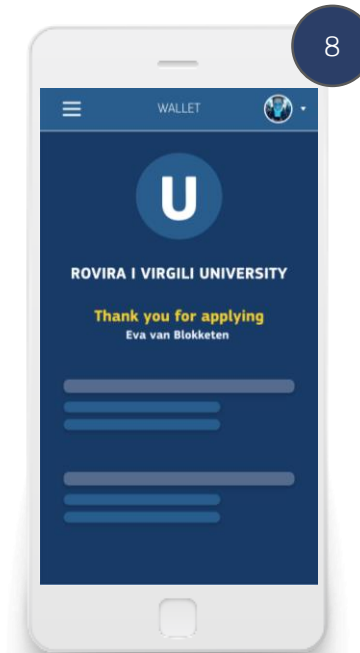 8
WALLET
U
ROVIRA I VIRGILI UNIVERSITY
Thank you for applying
Eva van Blokketen